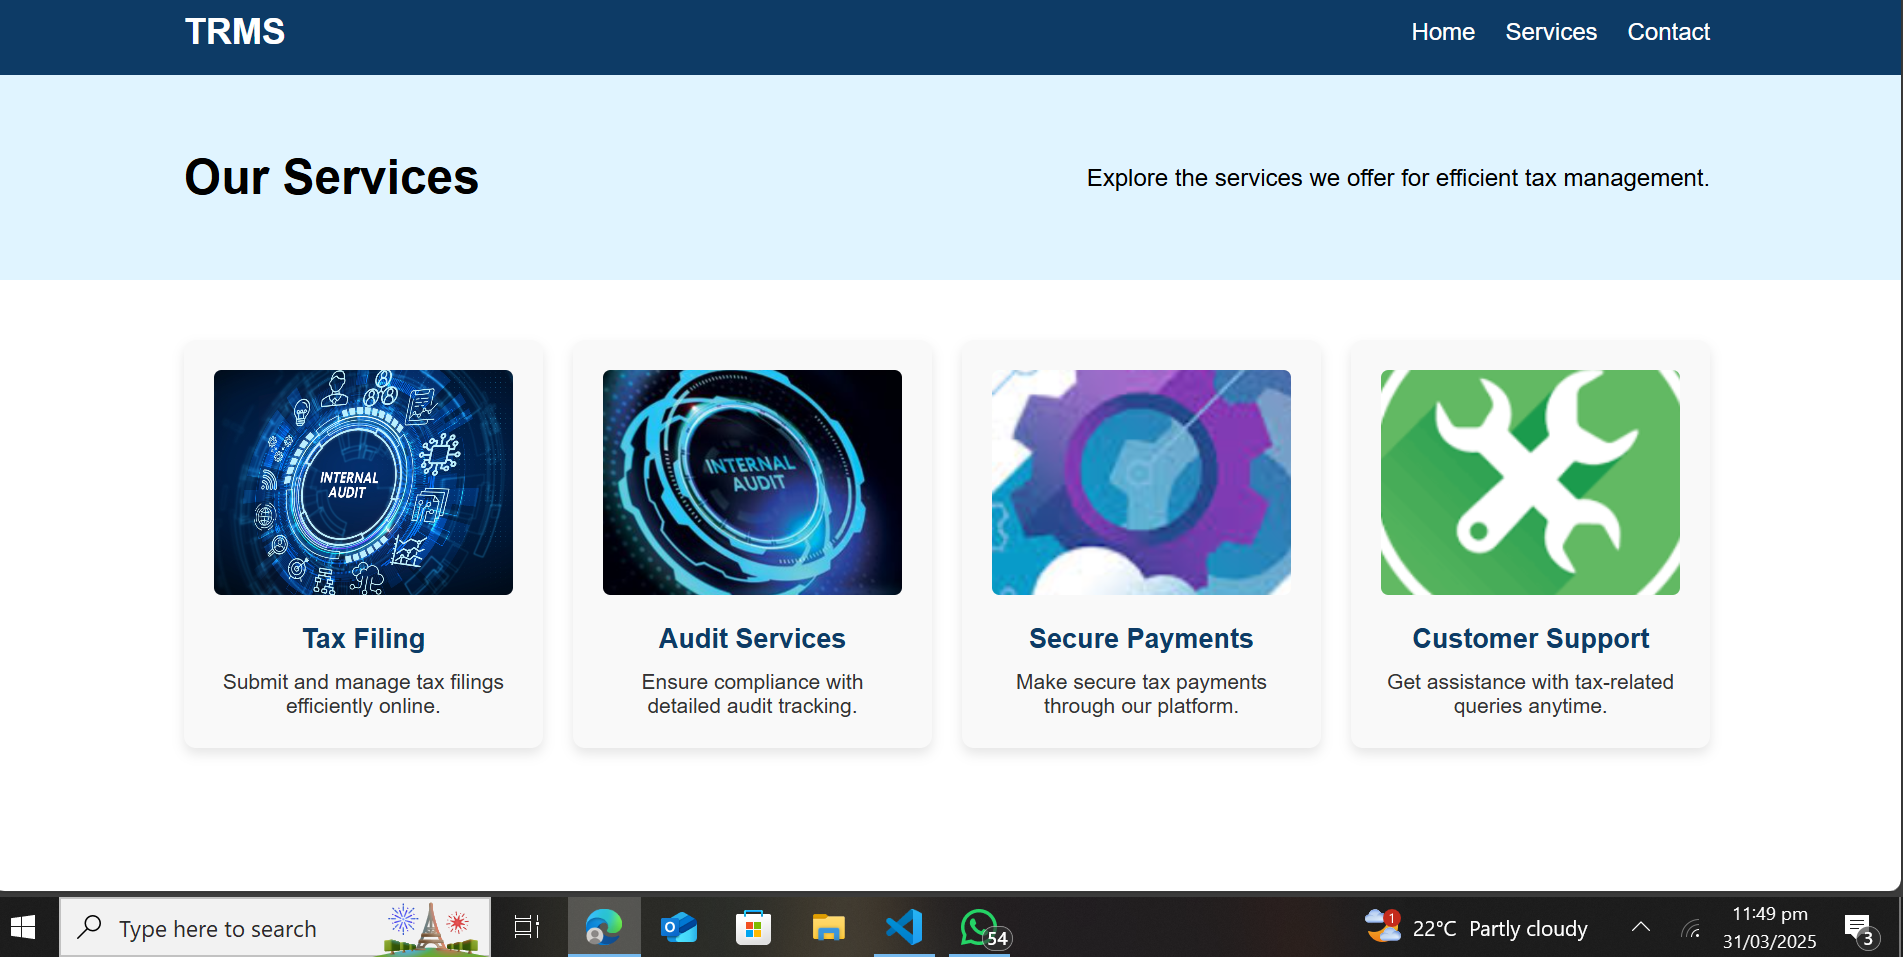 TRMS
Home Services Contact
Our Services
Explore the services we offer for efficient tax management.
INTERNAL
AUDIT
INTERNAL
AUDIT
Tax Filing
Submit and manage tax filings
efficiently online.
Audit Services
Ensure compliance with
detailed audit tracking.
Secure Payments
Make secure tax payments
through our platform.
Customer Support
Get assistance with tax-related
queries anytime.
Type here to search
54
1
22°C Partly cloudy
11:49 pm
31/03/2025
3